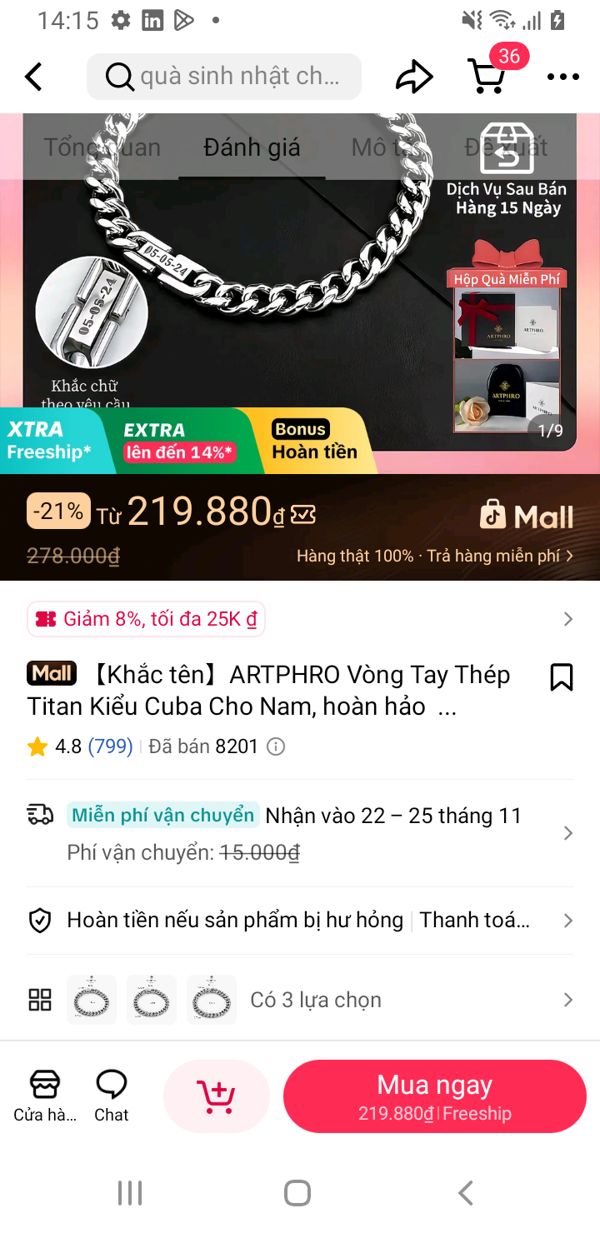 14:15
36
quà sinh nhật ch...
Tổng quan
Đánh giá
Mô tả
Đề xuất
Dịch Vụ Sau Bán
Hàng 15 Ngày
05-05-24
05-05-24
Hộp Quà Miễn Phí
ARTPHRO
ARTPHRO
Khắc chữ
theo yêu cầu
1/9
XTRA
Freeship*
EXTRA
lên đến 14%*
Bonus
Hoàn tiền
-21% Từ 219.880đ
Mall
278.000₫
Hàng thật 100% · Trả hàng miễn phí
Giảm 8%, tối đa 25K ₫
Mall 【Khắc tên】ARTPHRO Vòng Tay Thép
Titan Kiểu Cuba Cho Nam, hoàn hảo ...
4.8 (799) Đã bán 8201
Miễn phí vận chuyển Nhận vào 22 – 25 tháng 11
Phí vận chuyển: 15.000₫
Hoàn tiền nếu sản phẩm bị hư hỏng | Thanh toá...
Có 3 lựa chọn
Cửa hà...
Chat
Mua ngay
219.880₫ | Freeship